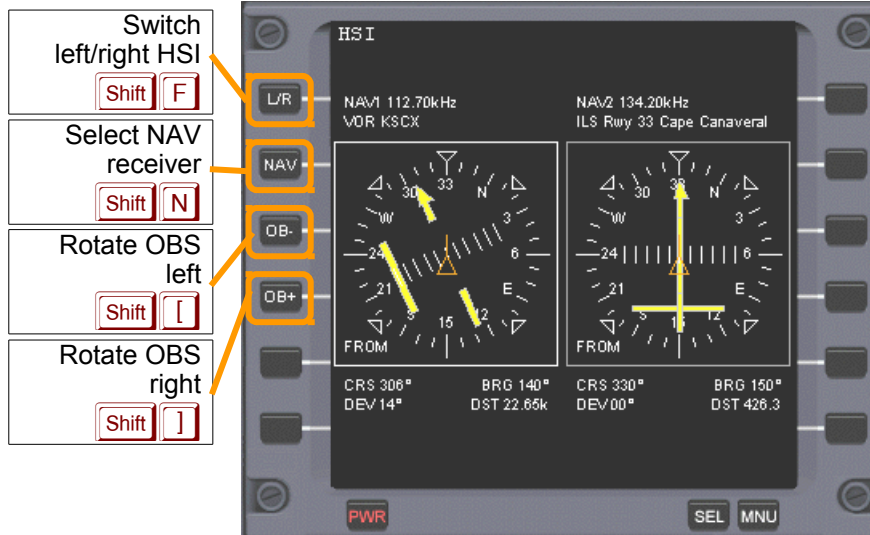 Switch
left/right HSI
Shift F
Select NAV
receiver
Shift N
Rotate OBS
left
Shift [
Rotate OBS
right
Shift ]
L/R
NAV
OB-
OB+
HSI
NAV1 112.70kHz
VOR KSCX
33
30
N
W
3
24
6
21
E
S
12
15
FROM
CRS 306° BRG 140°
DEV 14° DST 22.65k
NAV2 134.20kHz
ILS Rwy 33 Cape Canaveral
33
30
N
W
3
24
6
21
E
S
12
15
FROM
CRS 330° BRG 150°
DEV 00° DST 426.3
PWR
SEL
MNU